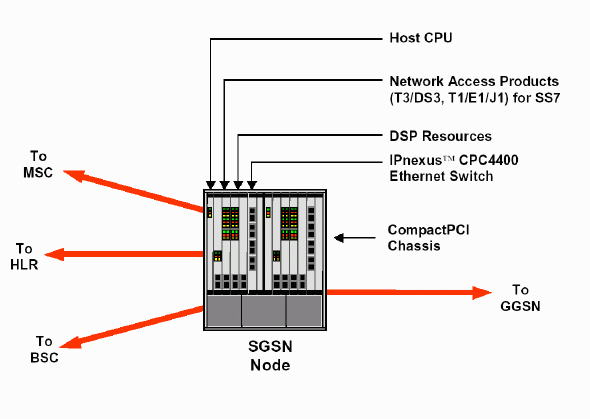 Host CPU
Network Access Products
(T3/DS3, T1/E1/J1) for SS7
DSP Resources
IPnexus™ CPC4400
Ethernet Switch
To
MSC
CompactPCI
Chassis
To
HLR
To
GGSN
To
BSC
SGSN
Node